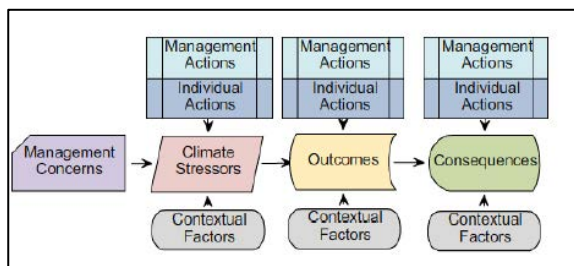 Management
Actions
Individual
Actions
Management
Actions
Individual
Actions
Management
Actions
Individual
Actions
Management
Concerns
Climate
Stressors
Outcomes
Consequences
Contextual
Factors
Contextual
Factors
Contextual
Factors